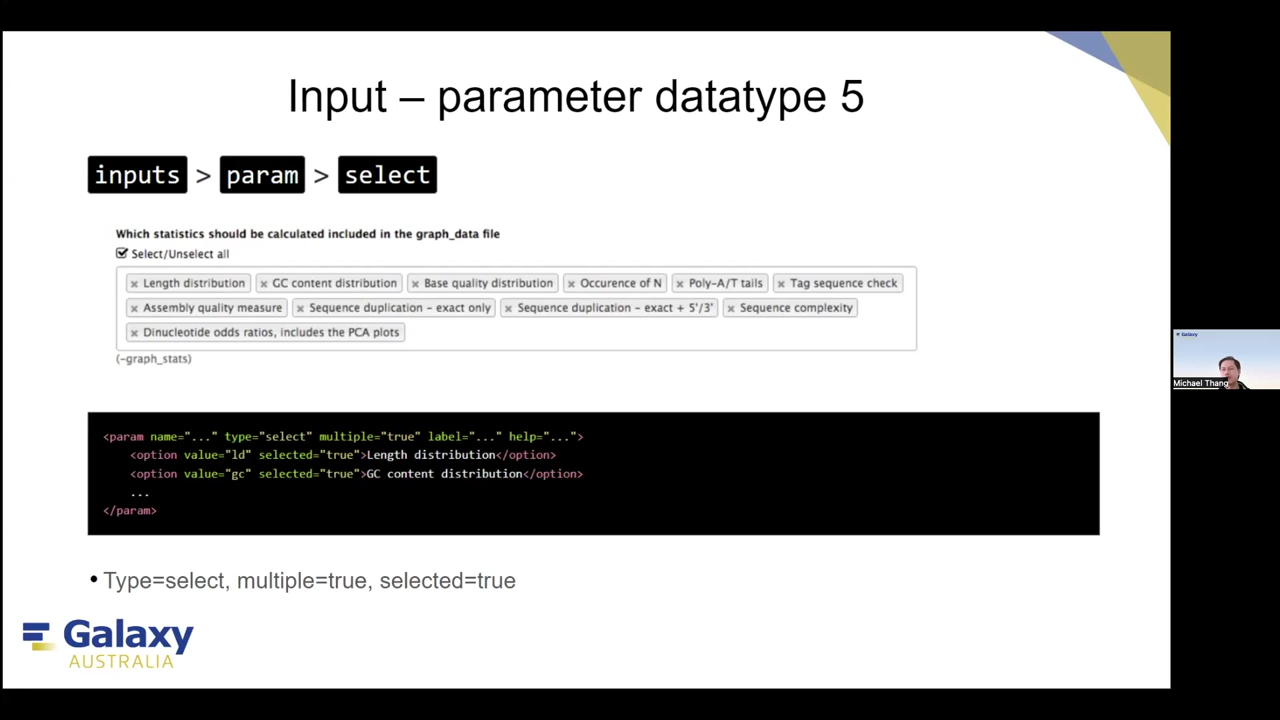 Input – parameter datatype 5
inputs > param > select
Which statistics should be calculated included in the graph_data file
Select/Unselect all
× Length distribution × GC content distribution × Base quality distribution × Occurence of N × Poly-A/T tails × Tag sequence check
× Assembly quality measure × Sequence duplication - exact only × Sequence duplication - exact + 5'/3' × Sequence complexity
× Dinucleotide odds ratios, includes the PCA plots
(-graph_stats)
<param name="..." type="select" multiple="true" label="..." help="...">
<option value="ld" selected="true">Length distribution</option>
<option value="gc" selected="true">GC content distribution</option>
...
</param>
• Type=select, multiple=true, selected=true
Galaxy
AUSTRALIA
Galaxy
Michael Thang